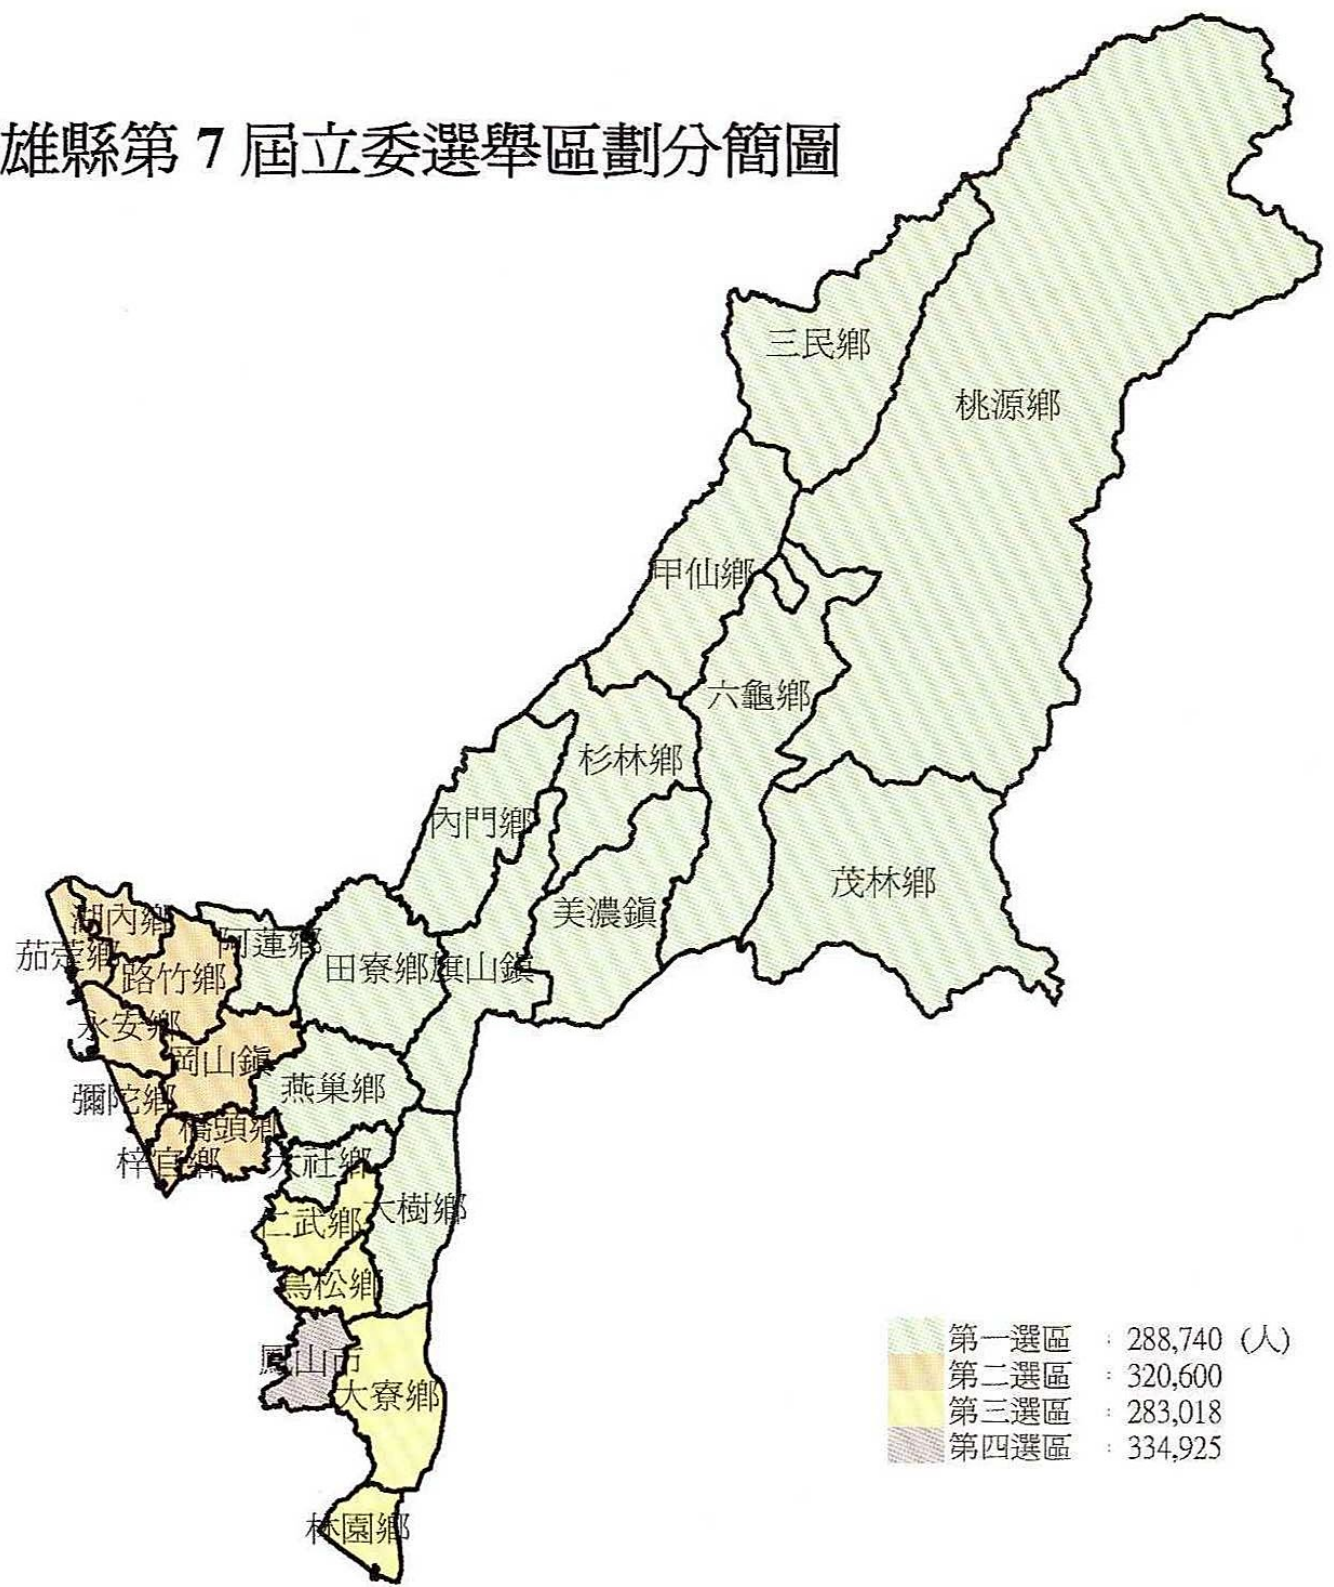 雄縣第 7 屆立委選舉區劃分簡圖
三民鄉
桃源鄉
甲仙鄉
六龜鄉
杉林鄉
內門鄉
茂林鄉
美濃鎮
湖內鄉
阿蓮鄉
茄萣鄉
路竹鄉
田寮鄉
旗山鎮
永安鄉
岡山鎮
燕巢鄉
彌陀鄉
橋頭鄉
梓官鄉
大社鄉
大樹鄉
仁武鄉
鳥松鄉
鳳山市
大寮鄉
林園鄉
第一選區 : 288,740 (人)
第二選區 : 320,600
第三選區 : 283,018
第四選區 : 334,925